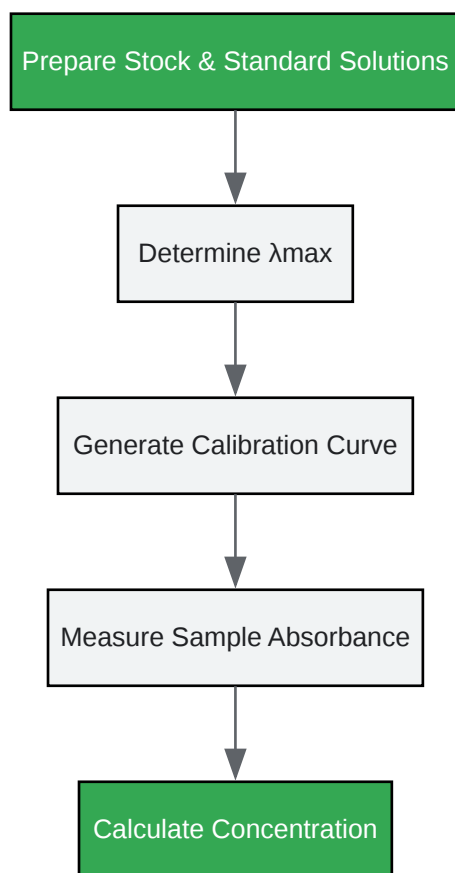 Prepare Stock & Standard Solutions
Determine λmax
Generate Calibration Curve
Measure Sample Absorbance
Calculate Concentration